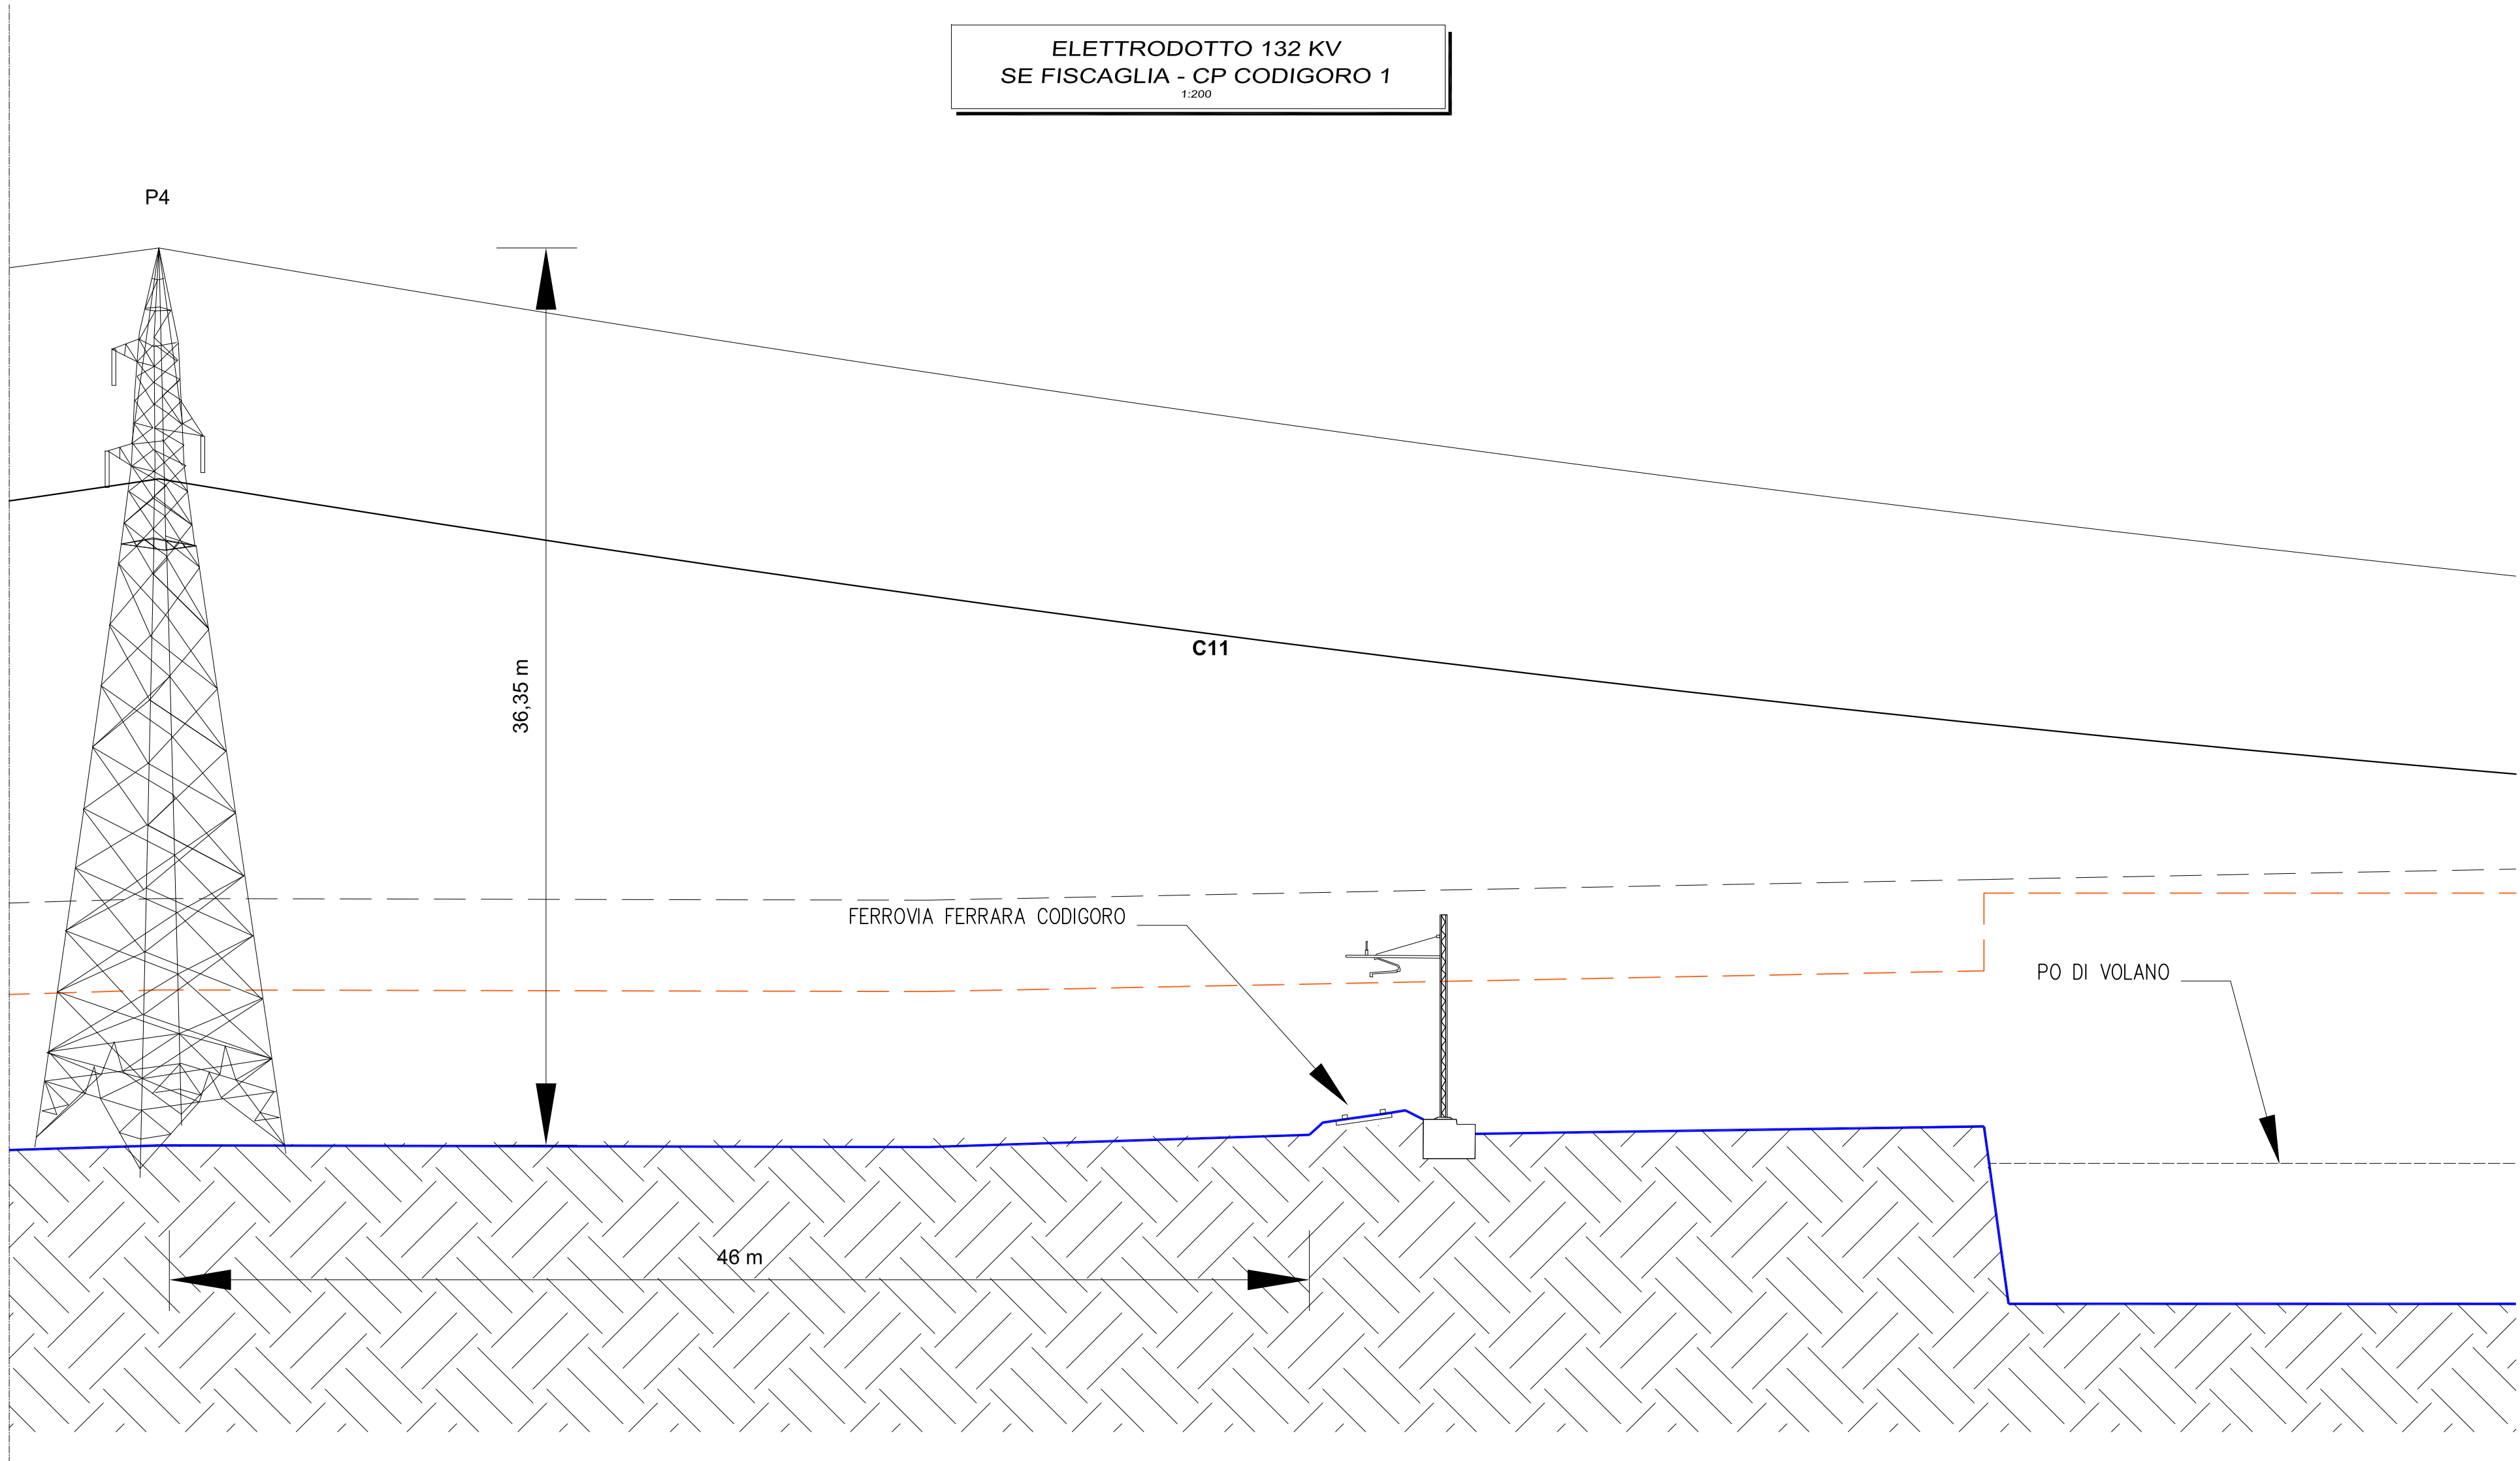 ELETTRODOTTO 132 KV
SE FISCAGLIA - CP CODIGORO 1
1:200
P4
36,35 m
C11
FERROVIA FERRARA CODIGORO
PO DI VOLANO
46 m